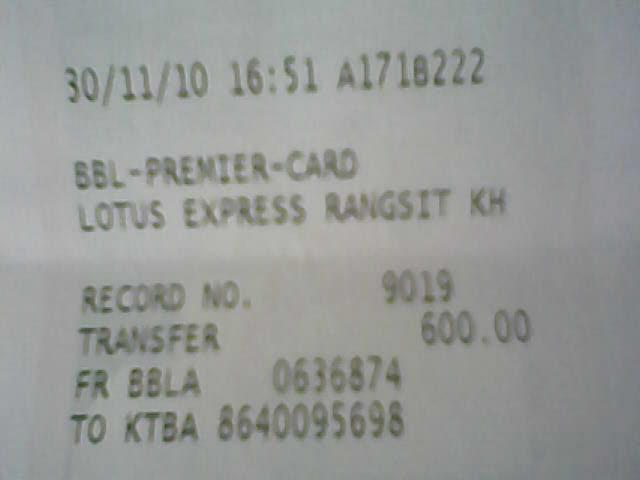 30/11/10 16:51 A171B222
BBL-PREMIER-CARD
LOTUS EXPRESS RANGSIT KH
RECORD NO. 9019
TRANSFER 600.00
FR BBLA 0636874
TO KTBA 8640095698